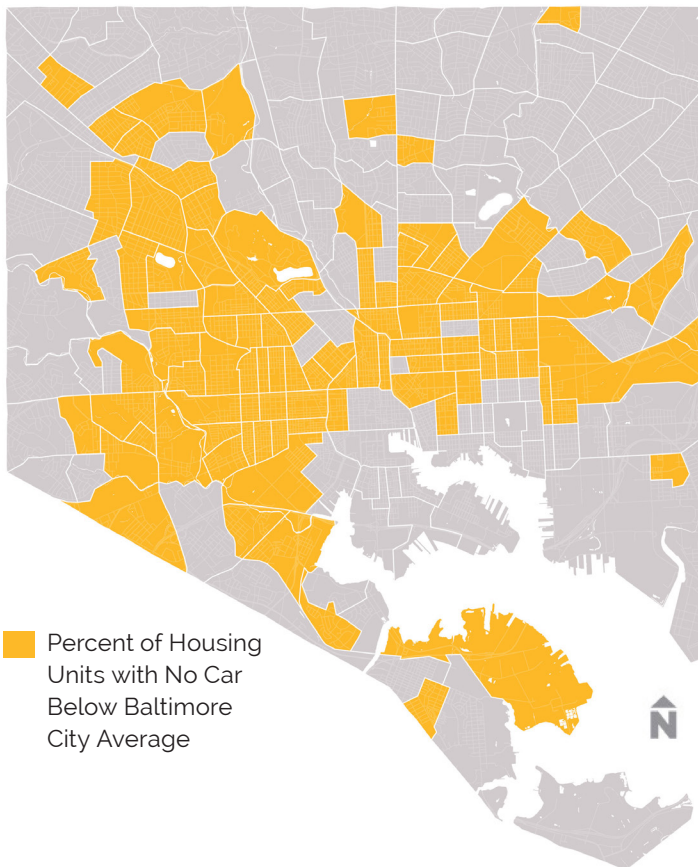 Percent of Housing
Units with No Car
Below Baltimore
City Average
N